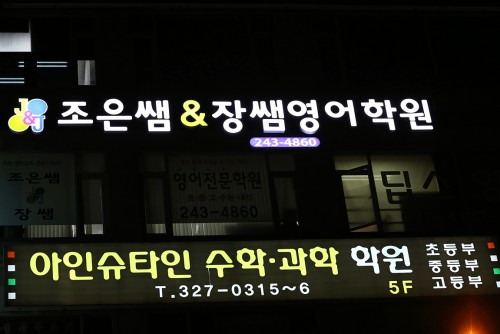 J&J 조은쌤&장쌤영어학원
243-4860
조은쌤
&
장쌤
영어전문학원
243-4860
딥
아인슈타인 수학·과학 학원
초등부
중등부
고등부
T.327-0315~6
5F